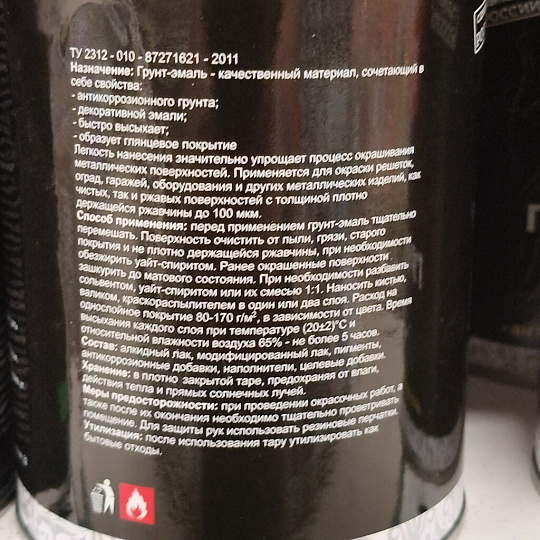 ТУ 2312 - 010 - 87271621 - 2011
Назначение: Грунт-эмаль - качественный материал, сочетающий в
себе свойства:
- антикоррозионного грунта;
- декоративной эмали;
- быстро высыхает;
- образует глянцевое покрытие
Легкость нанесения значительно упрощает процесс окрашивания
металлических поверхностей. Применяется для окраски решеток,
оград, гаражей, оборудования и других металлических изделий, как
чистых, так и ржавых поверхностей с толщиной плотно
держащейся ржавчины до 100 мкм.
Способ применения: перед применением грунт-эмаль тщательно
перемешать. Поверхность очистить от пыли, грязи, старого
покрытия и не плотно держащейся ржавчины, при необходимости
обезжирить уайт-спиритом. Ранее окрашенные поверхности
зашкурить до матового состояния. При необходимости разбавить
сольвентом, уайт-спиритом или их смесью 1:1. Наносить кистью,
валиком, краскораспылителем в один или два слоя. Расход на
однослойное покрытие 80-170 г/м², в зависимости от цвета. Время
высыхания каждого слоя при температуре (20±2)°С и
относительной влажности воздуха 65% - не более 5 часов.
Состав: алкидный лак, модифицированный лак, пигменты,
антикоррозионные добавки, наполнители, целевые добавки.
Хранение: в плотно закрытой таре, предохраняя от влаги,
действия тепла и прямых солнечных лучей.
Меры предосторожности: при проведении окрасочных работ, а
также после их окончания необходимо тщательно проветривать
помещение. Для защиты рук использовать резиновые перчатки.
Утилизация: после использования тару утилизировать как
бытовые отходы.